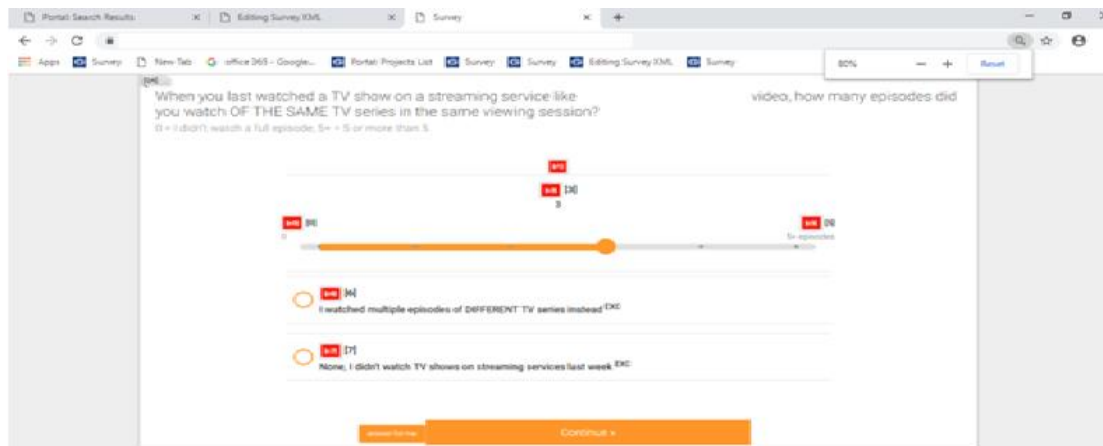 Portal: Search Results
Editing Survey XML
Survey
Apps
Survey
New Tab
office 365 - Google...
Portal: Projects List
Survey
Survey
Editing Survey XML
Survey
80%
Reset
When you last watched a TV show on a streaming service like video, how many episodes did
you watch OF THE SAME TV series in the same viewing session?
0 = I didn't watch a full episode; 5+ = 5 or more than 5
[3]
3
0
5+ episodes
[6]
I watched multiple episodes of DIFFERENT TV series instead EXC
[7]
None, I didn't watch TV shows on streaming services last week EXC
answer for me
Continue »